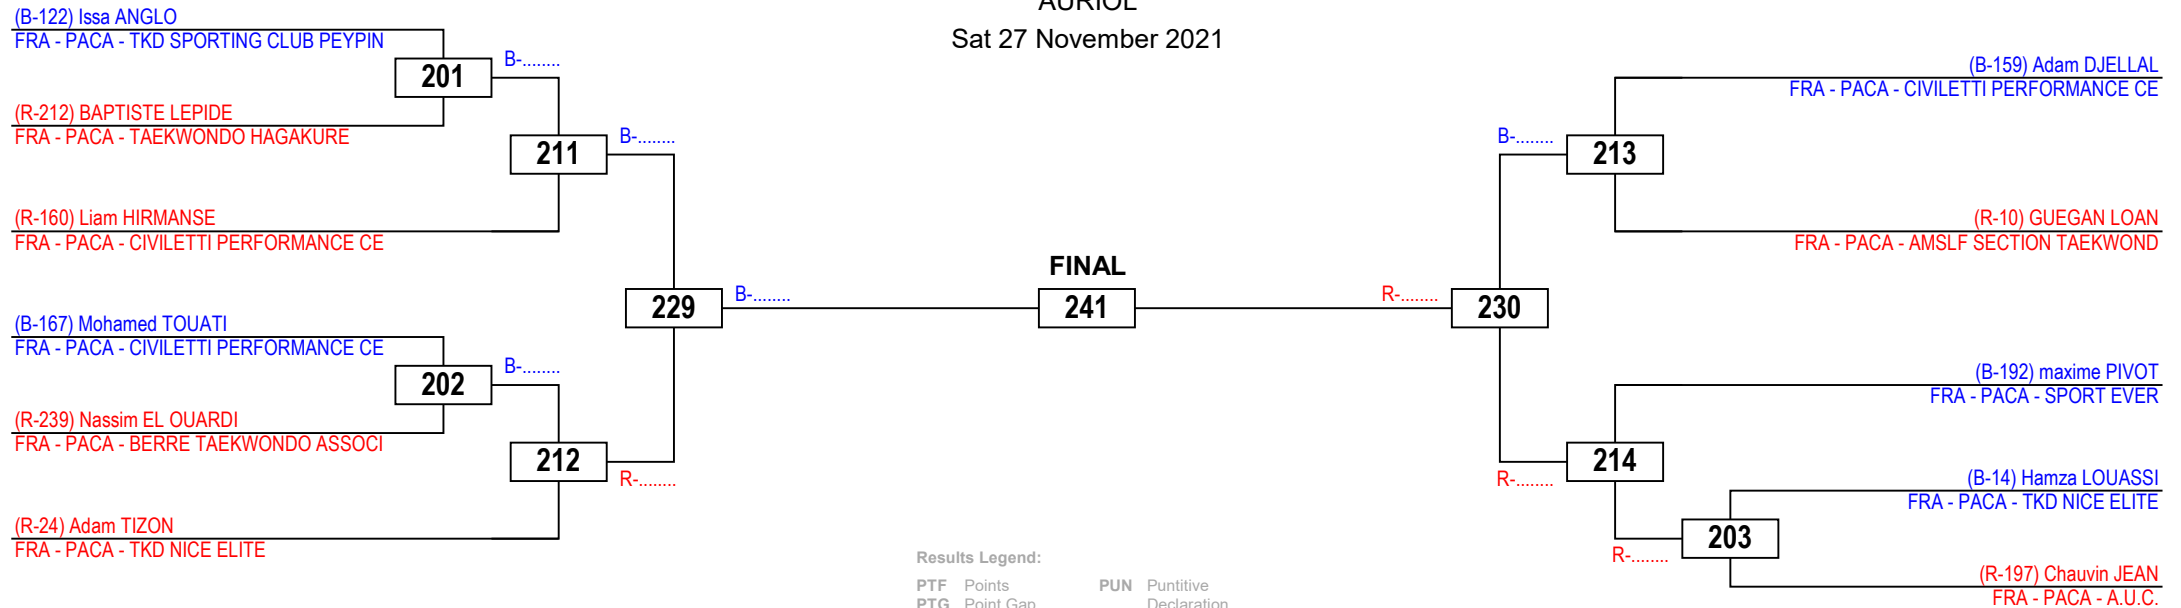 AURIOL
Sat 27 November 2021
(B-122) Issa ANGLO
FRA - PACA - TKD SPORTING CLUB PEYPIN
201
B-........
(R-212) BAPTISTE LEPIDE
FRA - PACA - TAEKWONDO HAGAKURE
211
B-........
(R-160) Liam HIRMANSE
FRA - PACA - CIVILETTI PERFORMANCE CE
229
B-........
(B-167) Mohamed TOUATI
FRA - PACA - CIVILETTI PERFORMANCE CE
202
B-........
(R-239) Nassim EL OUARDI
FRA - PACA - BERRE TAEKWONDO ASSOCI
212
R-........
(R-24) Adam TIZON
FRA - PACA - TKD NICE ELITE
FINAL
241
(B-159) Adam DJELLAL
FRA - PACA - CIVILETTI PERFORMANCE CE
B-........
213
(R-10) GUEGAN LOAN
FRA - PACA - AMSLF SECTION TAEKWOND
R-........
230
(B-192) maxime PIVOT
FRA - PACA - SPORT EVER
R-........
214
(B-14) Hamza LOUASSI
FRA - PACA - TKD NICE ELITE
R-........
203
(R-197) Chauvin JEAN
FRA - PACA - A.U.C.
Results Legend:
PTF Points
PUN Puntitive
PTG Point Gap
Declaration